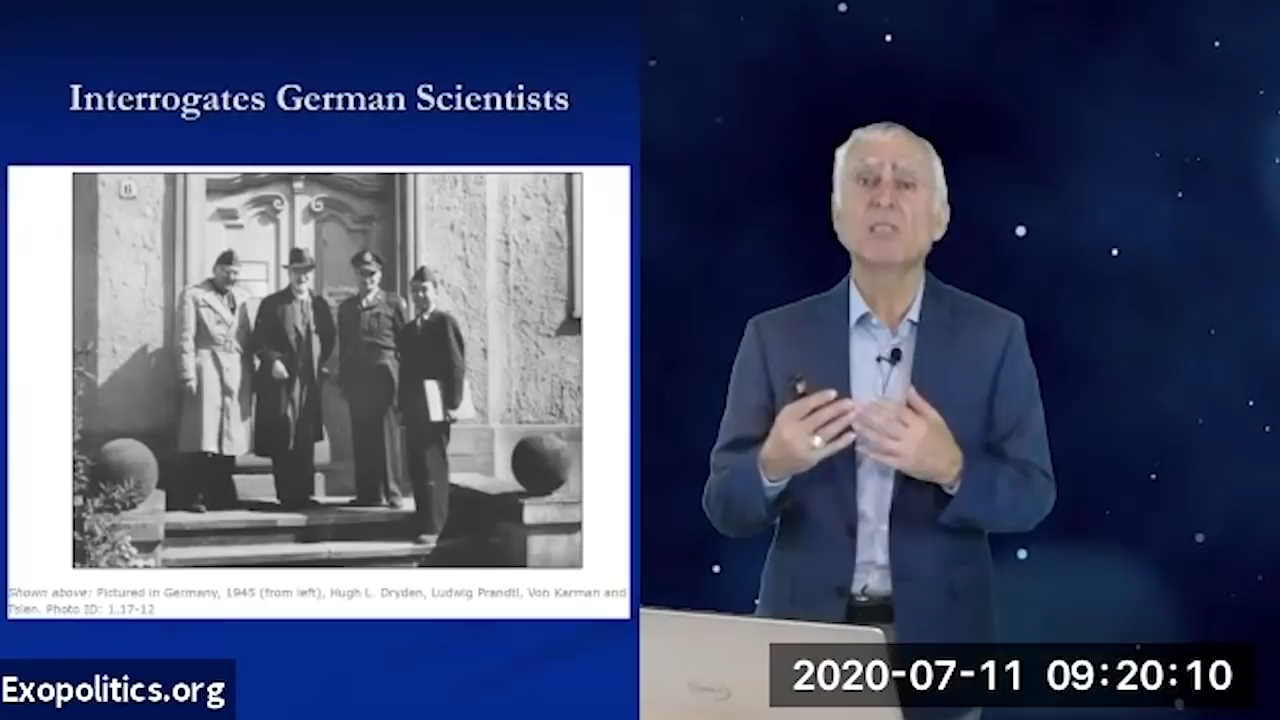 Interrogates German Scientists
6
Shown above: Pictured in Germany, 1945 (from left), Hugh L. Dryden, Ludwig Prandtl, Von Karman and
Tsien. Photo ID: 1.17-12
Exopolitics.org
2020-07-11 09:20:10